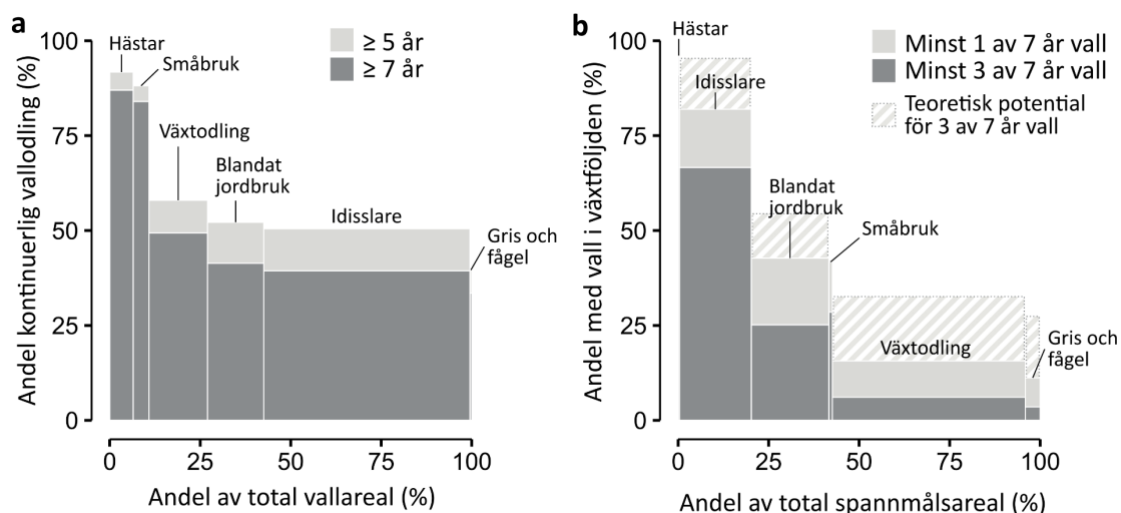 a
Andel kontinuerlig vallodling (%)
100
75
50
25
0
Hästar
Småbruk
≥ 5 år
≥ 7 år
Växtodling
Blandat
jordbruk
Idisslare
Gris och
fågel
0 25 50 75 100
Andel av total vallareal (%)
b
Andel med vall i växtföljden (%)
100
75
50
25
0
Hästar
Idisslare
Minst 1 av 7 år vall
Minst 3 av 7 år vall
Teoretisk potential
för 3 av 7 år vall
Blandat
jordbruk
Småbruk
Växtodling
Gris och
fågel
0 25 50 75 100
Andel av total spannmålsareal (%)